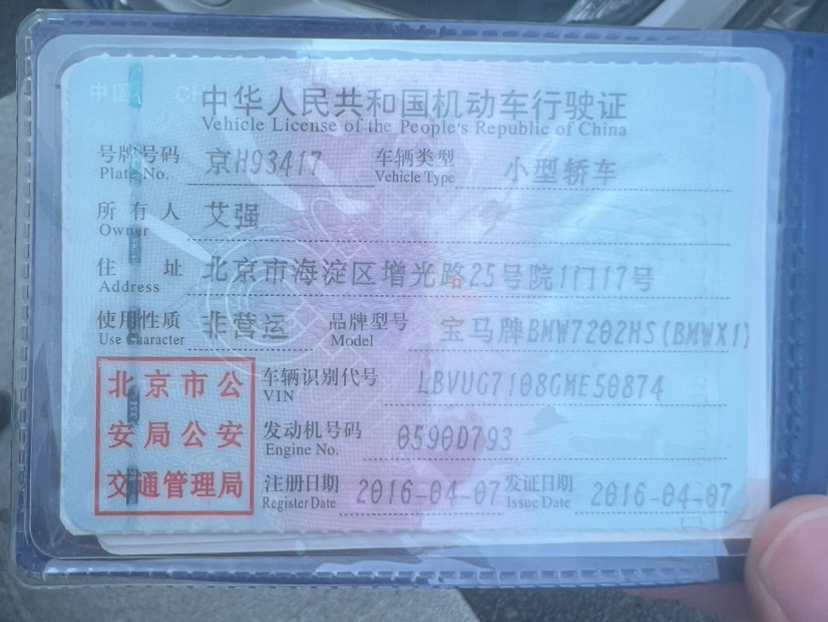 中华人民共和国机动车行驶证
Vehicle License of the People's Republic of China
号牌号码 京H93417 车辆类型 小型轿车
Plate No. Vehicle Type
所有人 艾强
Owner
住址 北京市海淀区增光路25号院1门17号
Address
使用性质 非营运 品牌型号 宝马牌BMW7202HS(BMWX1)
Use Character Model
北京市公 车辆识别代号 LBVUG7108GME50874
VIN
安局公安 发动机号码 0590D793
Engine No.
交通管理局 注册日期 2016-04-07 发证日期 2016-04-07
Register Date Issue Date